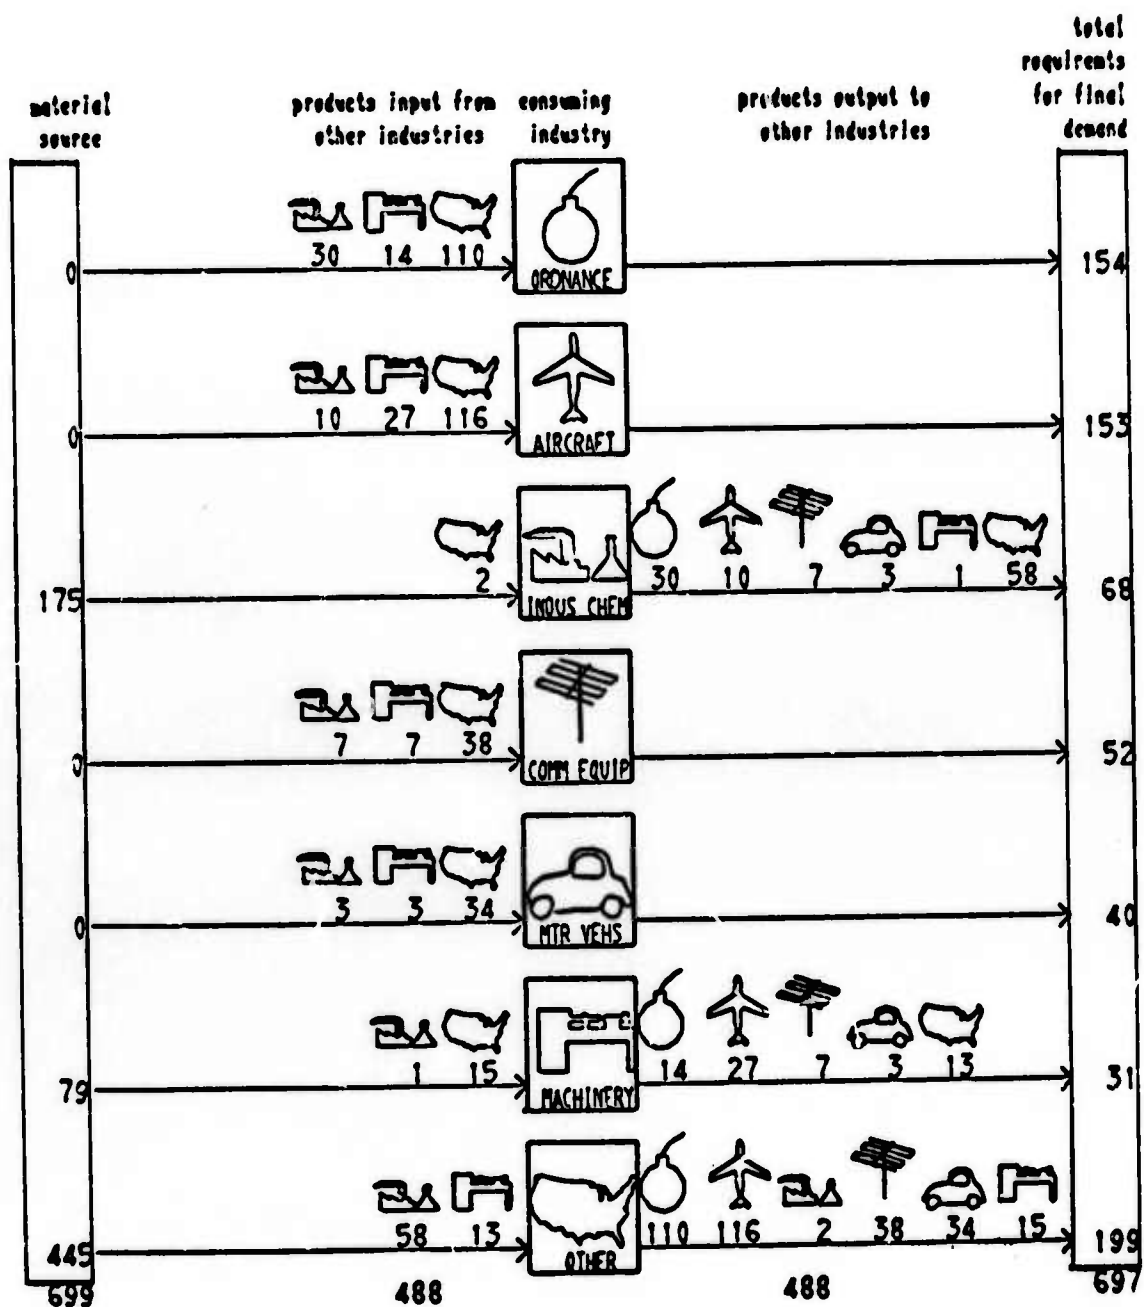 total
requirents
for final
demand
material
source
products input from
other industries
consuming
industry
products output to
other industries
30 14 110
0
ORDNANCE
154
10 27 116
0
AIRCRAFT
153
2
175
INDUS CHEM
30 10 7 3 1 58
68
7 7 38
0
COMM EQUIP
52
3 3 34
0
MTR VEHS
40
1 15
79
MACHINERY
14 27 7 3 13
31
58 13
445
OTHER
110 116 2 38 34 15
199
699 488 488 697